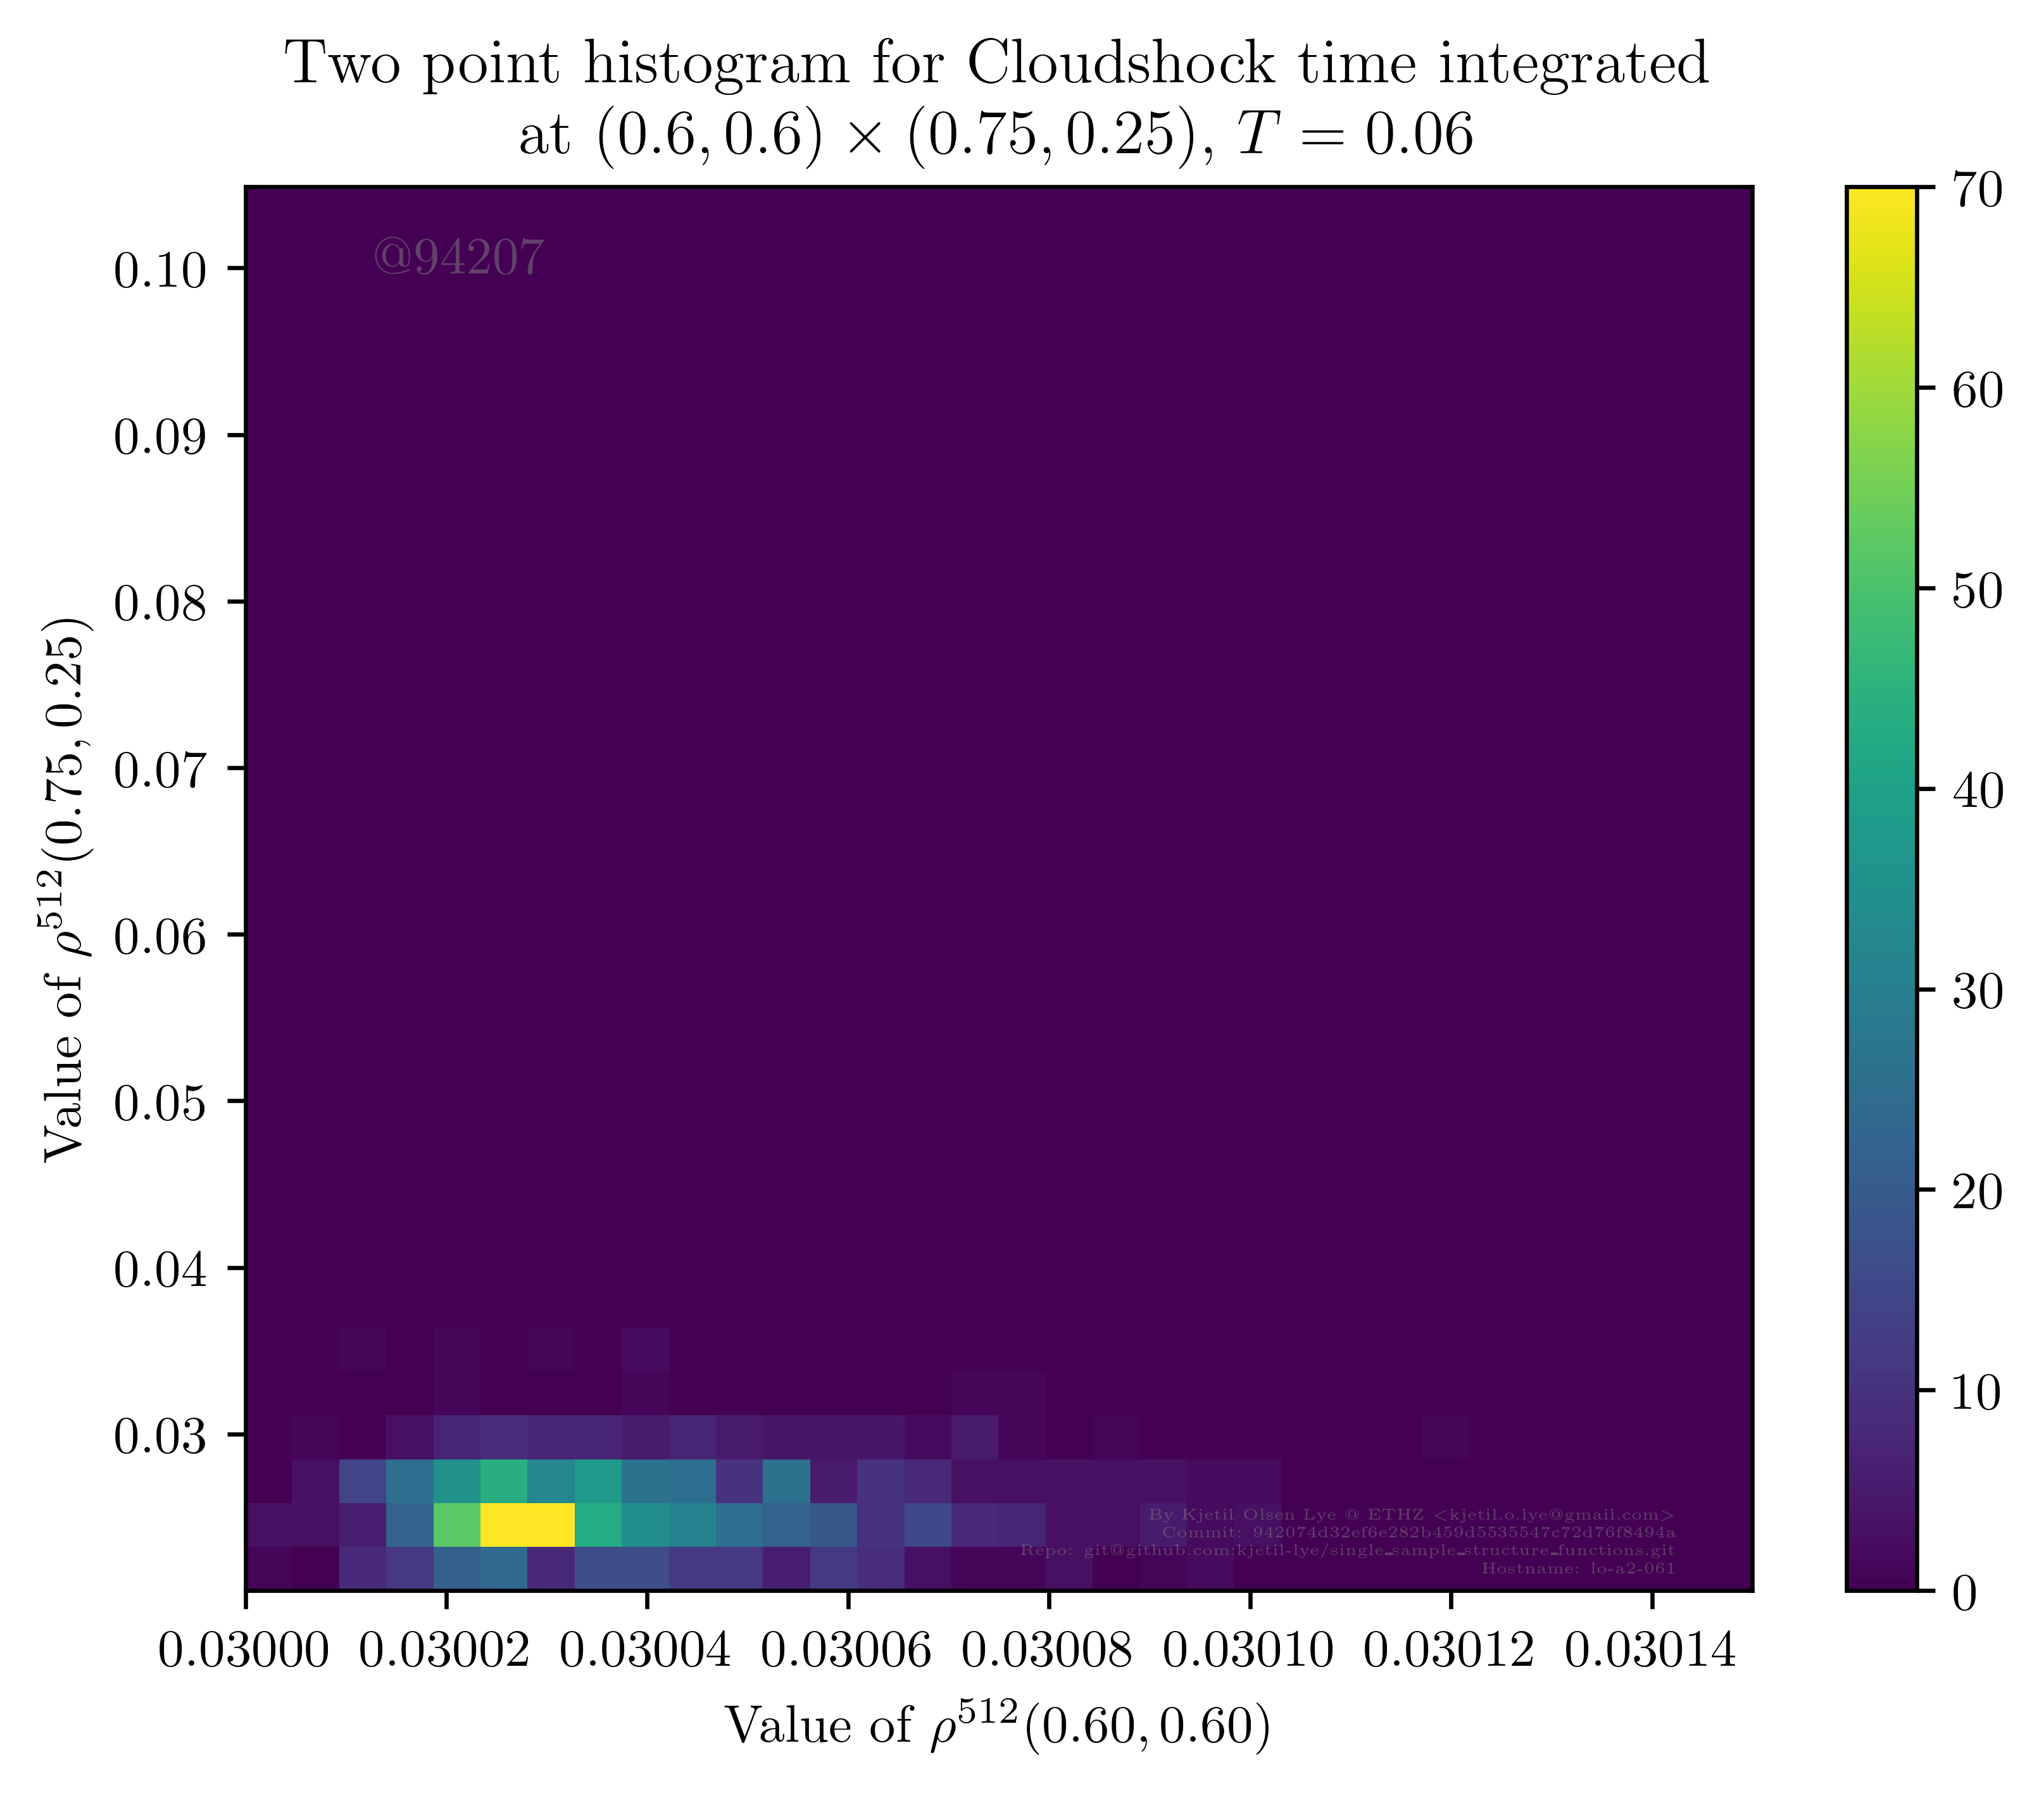 Two point histogram for Cloudshock time integrated
at (0.6, 0.6) × (0.75, 0.25), T = 0.06
@94207
0.10
0.09
0.08
0.07
0.06
0.05
0.04
0.03
Value of ρ^512(0.75, 0.25)
70
60
50
40
30
20
10
0
By Kjetil Olsen Lye @ ETHZ <kjetil.o.lye@gmail.com>
Commit: 942074d32ef6e282b459d5535547c72d76f8494a
Repo: git@github.com:kjetil-lye/single_sample_structure_functions.git
Hostname: lo-a2-061
0.03000 0.03002 0.03004 0.03006 0.03008 0.03010 0.03012 0.03014
Value of ρ^512(0.60, 0.60)